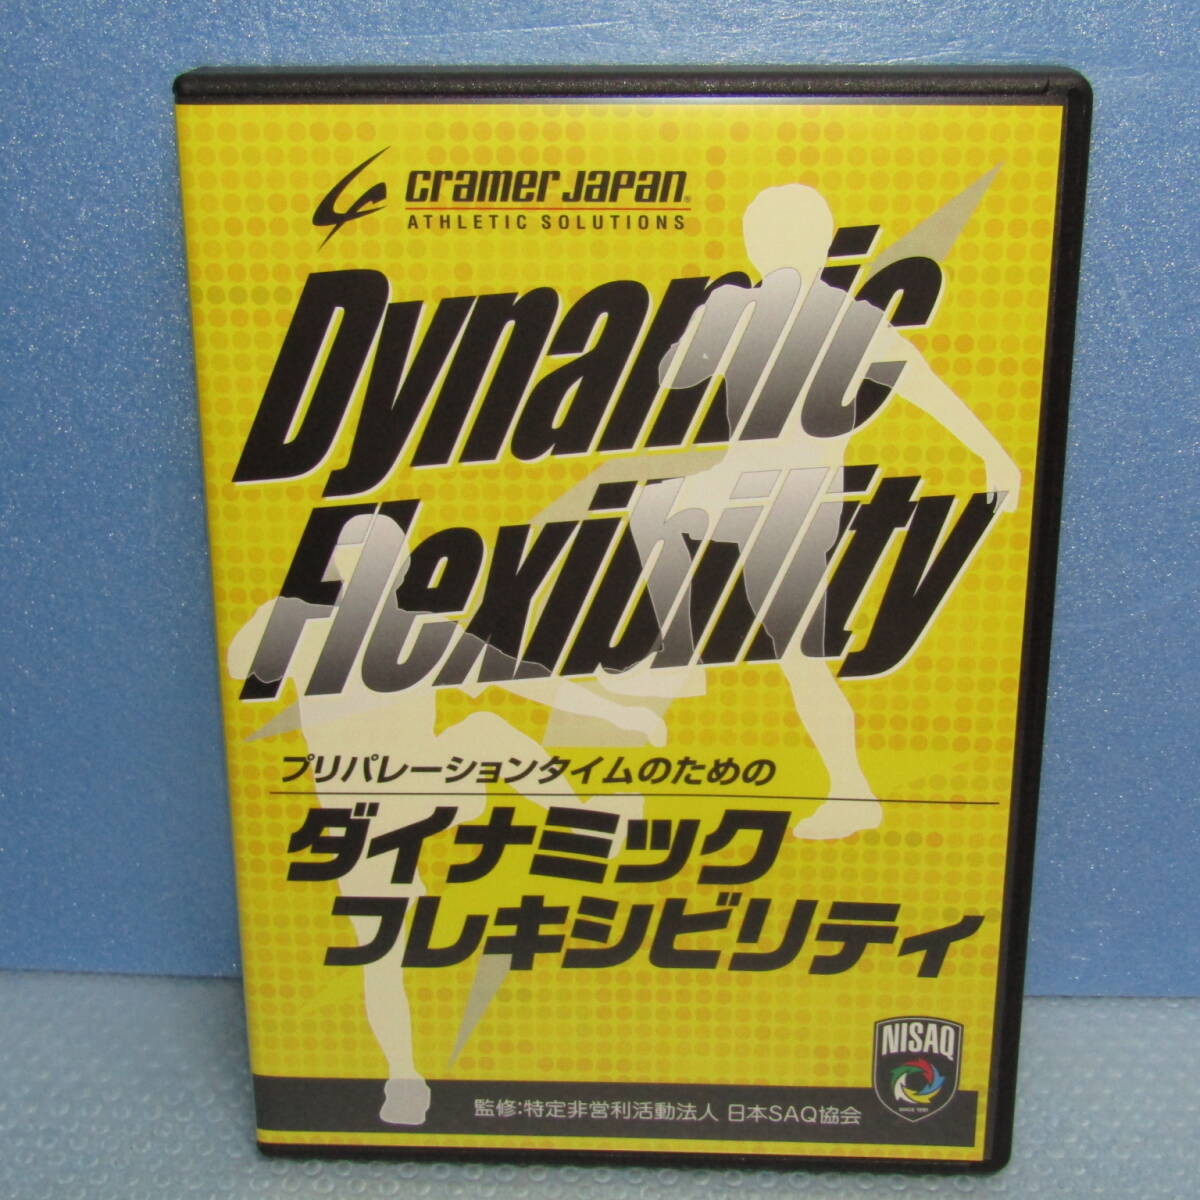 cramer JAPAN®
ATHLETIC SOLUTIONS
Dynamic
Flexibility
プリパレーションタイムのための
ダイナミック
フレキシビリティ
NISAQ
SINCE 1991
監修:特定非営利活動法人 日本SAQ協会